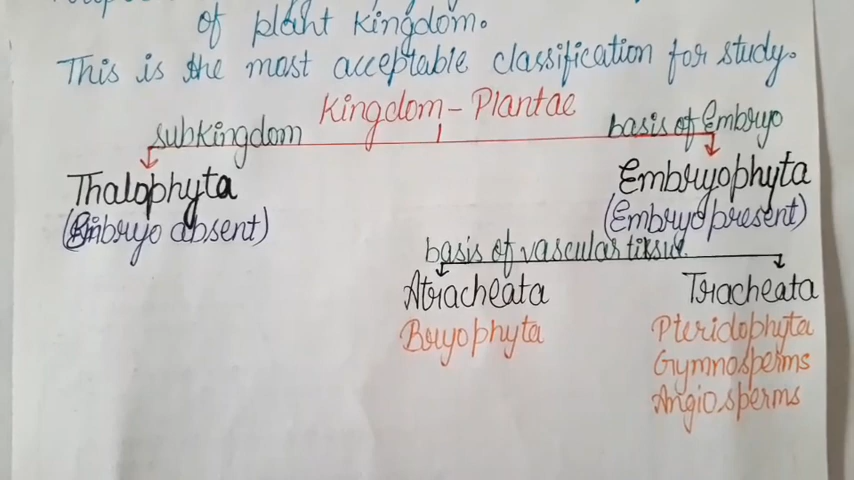 of plant Kingdom.
This is the most acceptable classification for study.
Kingdom - Plantae
subkingdom
basis of Embryo
Thalophyta
Embryophyta
(Embryo absent)
(Embryo present)
basis of vascular tissue.
Atracheata
Tracheata
Bryophyta
Pteridophyta
Gymnosperms
Angiosperms